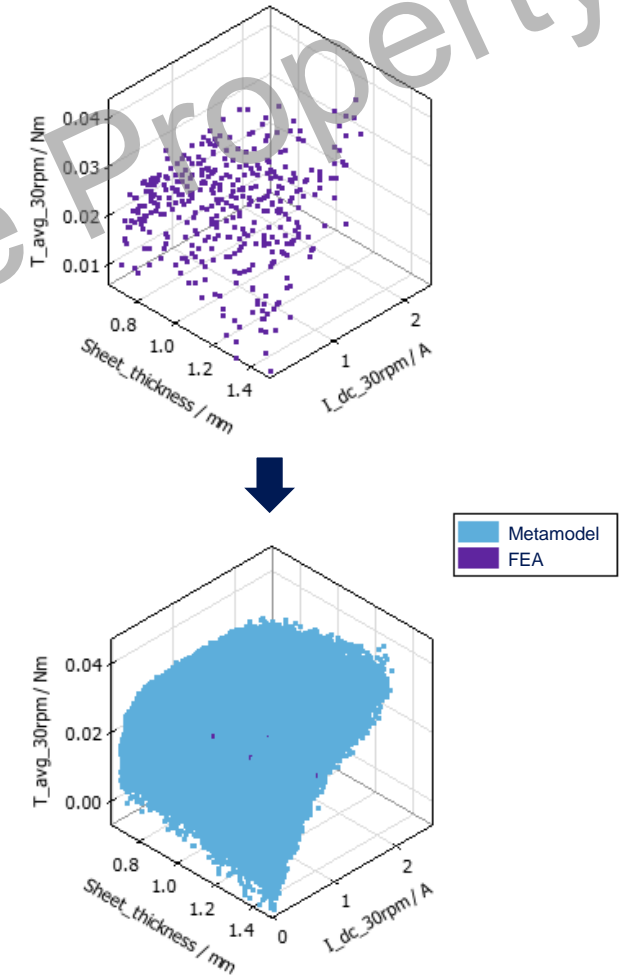 e Property
0.04
0.03
0.02
0.01
T_avg_30rpm / Nm
0.8
1.0
1.2
1.4
Sheet_thickness / mm
1
2
I_dc_30rpm / A
Metamodel
FEA
0.04
0.02
0.00
T_avg_30rpm / Nm
0.8
1.0
1.2
1.4
Sheet_thickness / mm
0
1
2
I_dc_30rpm / A